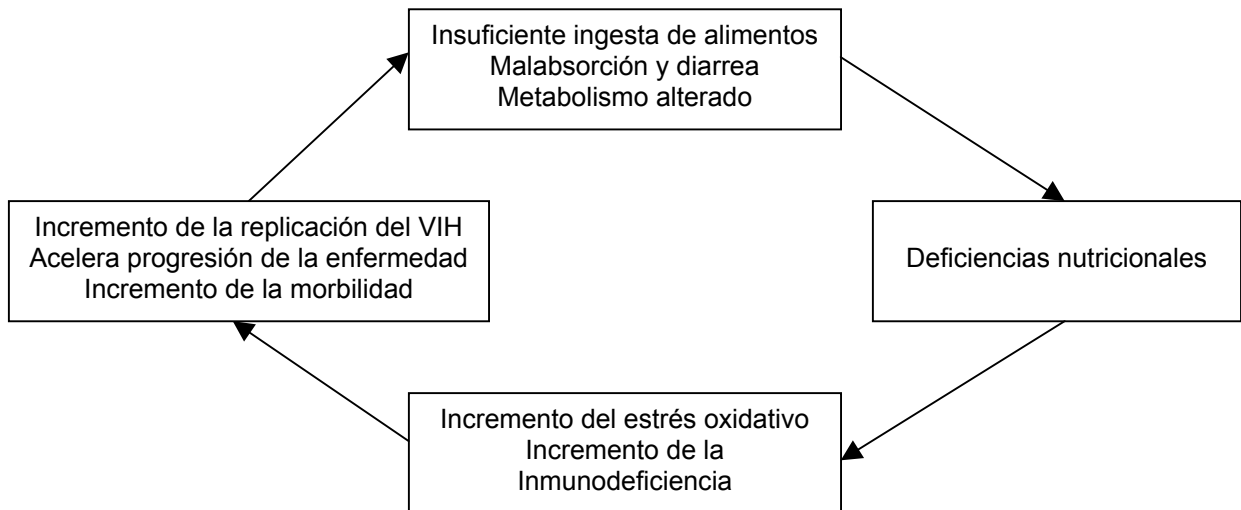 Insuficiente ingesta de alimentos
Malabsorción y diarrea
Metabolismo alterado
Incremento de la replicación del VIH
Acelera progresión de la enfermedad
Incremento de la morbilidad
Deficiencias nutricionales
Incremento del estrés oxidativo
Incremento de la
Inmunodeficiencia